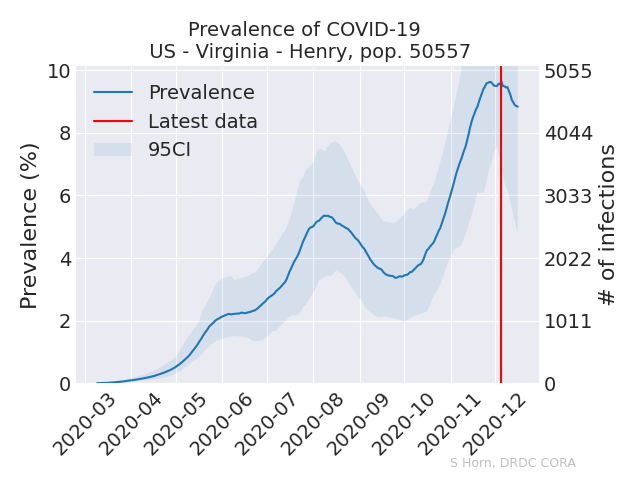 Prevalence of COVID-19
US - Virginia - Henry, pop. 50557
Prevalence
Latest data
95CI
Prevalence (%)
10
8
6
4
2
0
5055
4044
3033
2022
1011
0
# of infections
2020-03
2020-04
2020-05
2020-06
2020-07
2020-08
2020-09
2020-10
2020-11
2020-12
S Horn, DRDC CORA